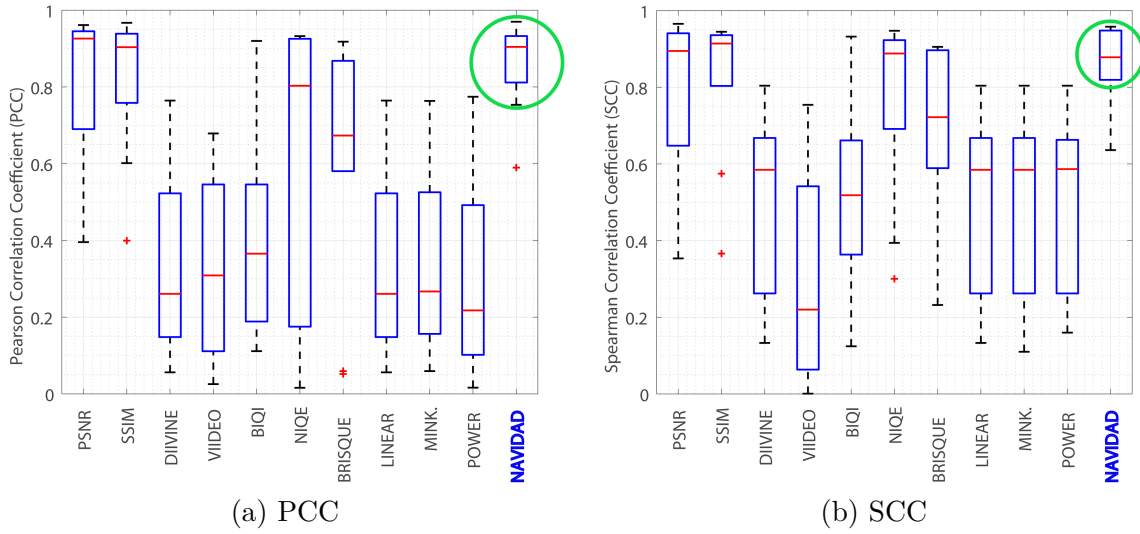 Pearson Correlation Coefficient (PCC)
1
0.8
0.6
0.4
0.2
0
PSNR
SSIM
DIIVINE
VIIDEO
BIQI
NIQE
BRISQUE
LINEAR
MINK.
POWER
NAVIDAD
(a) PCC
Spearman Correlation Coefficient (SCC)
1
0.8
0.6
0.4
0.2
0
PSNR
SSIM
DIIVINE
VIIDEO
BIQI
NIQE
BRISQUE
LINEAR
MINK.
POWER
NAVIDAD
(b) SCC